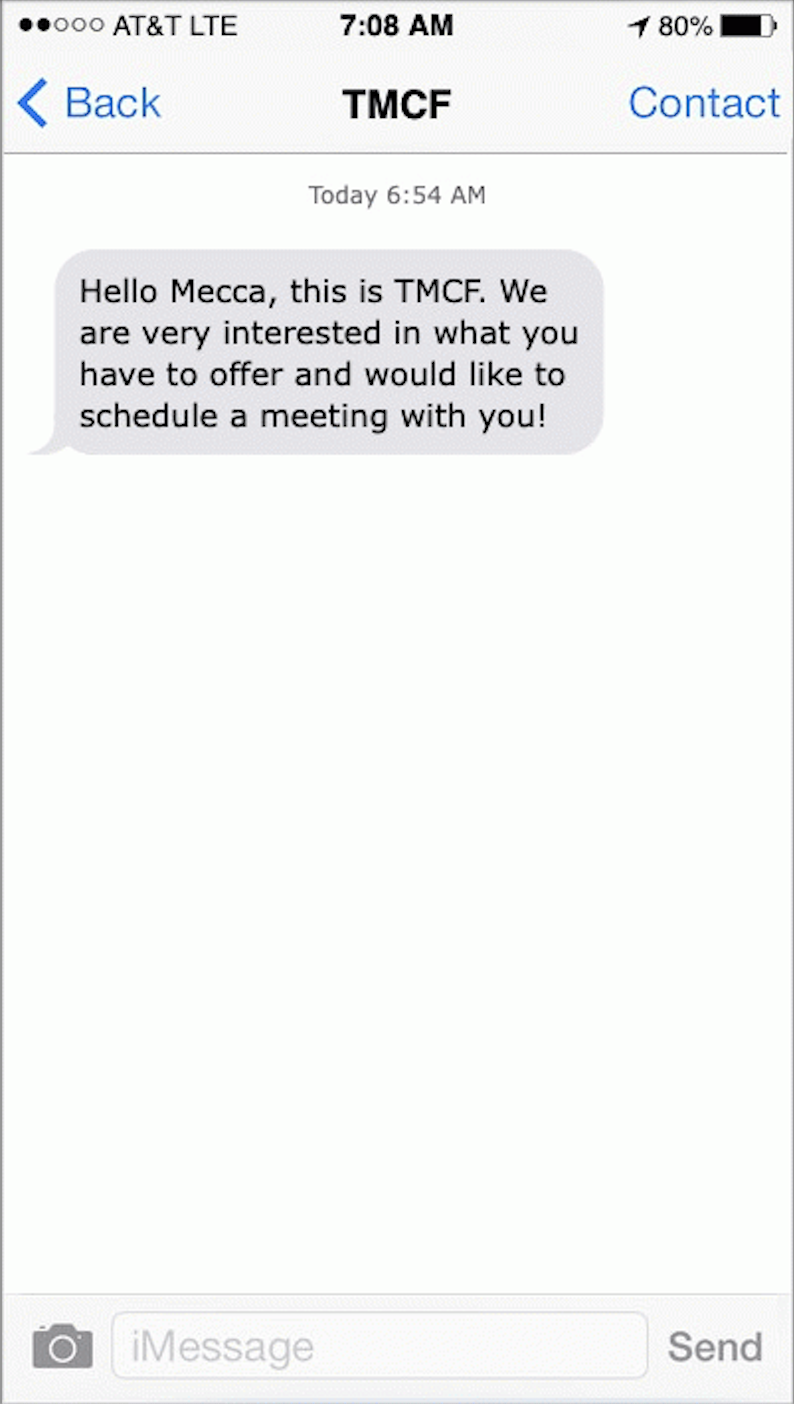 AT&T LTE 7:08 AM 80%
Back TMCF Contact
Today 6:54 AM
Hello Mecca, this is TMCF. We
are very interested in what you
have to offer and would like to
schedule a meeting with you!
iMessage Send